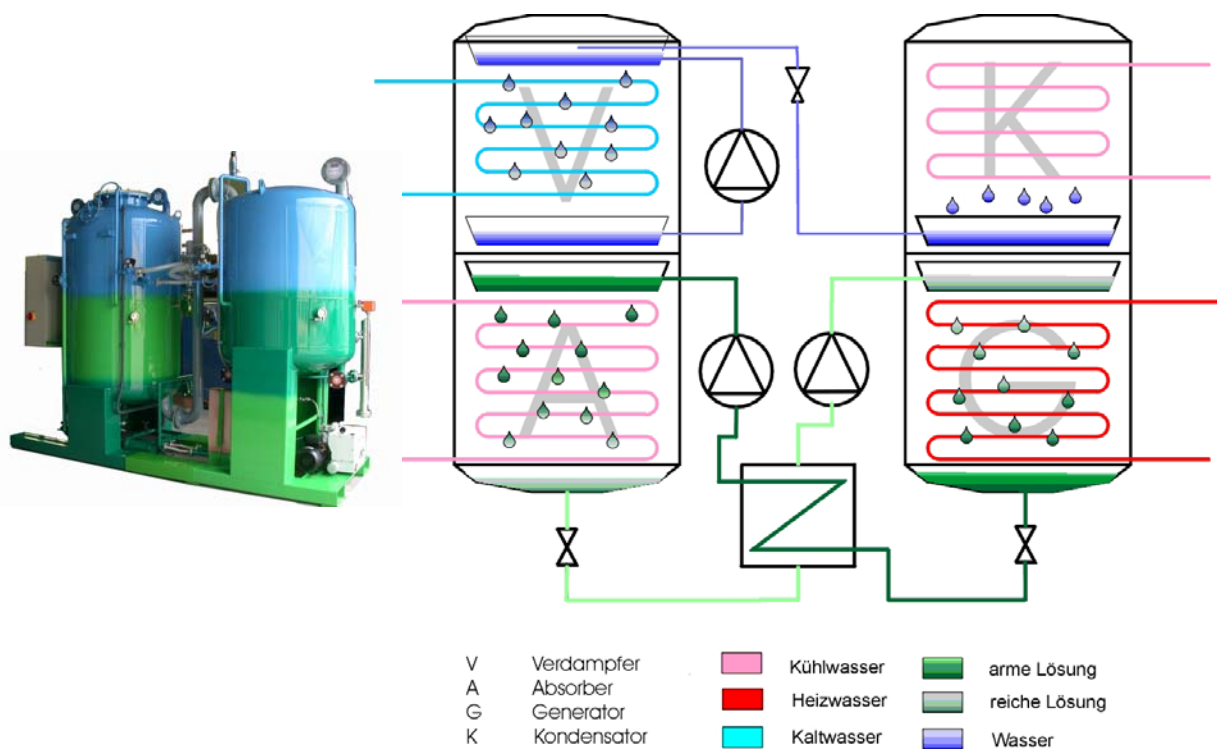 V
K
A
G
V Verdampfer
A Absorber
G Generator
K Kondensator
Kühlwasser
Heizwasser
Kaltwasser
arme Lösung
reiche Lösung
Wasser